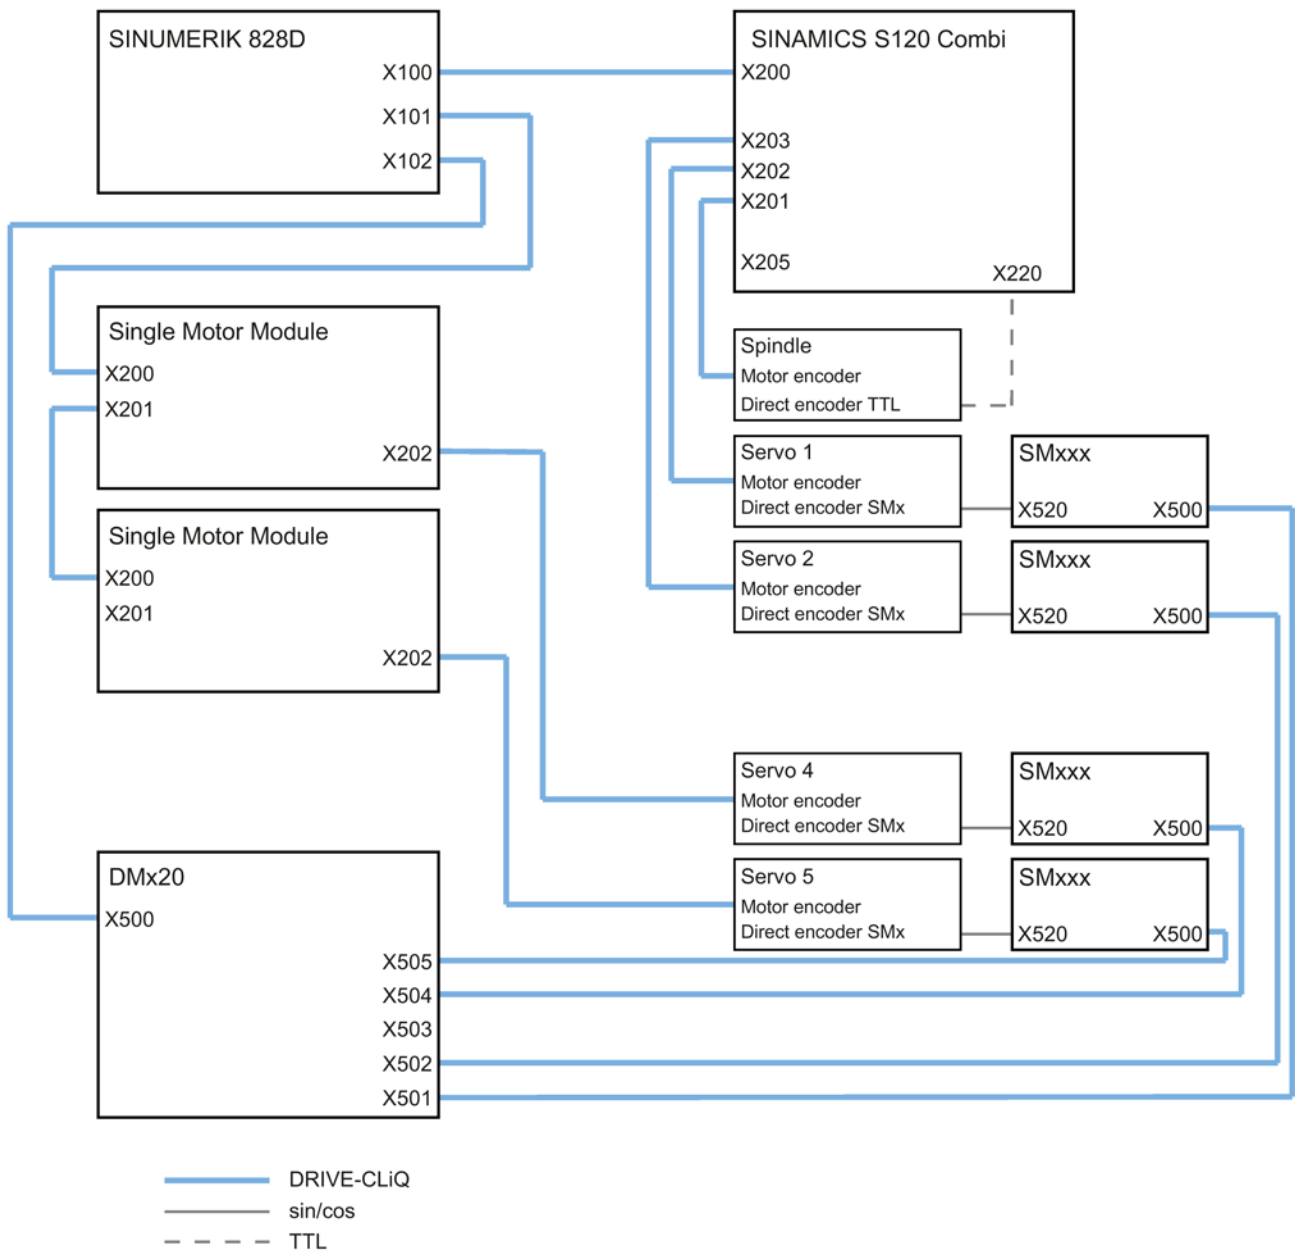 SINUMERIK 828D
X100
X101
X102
SINAMICS S120 Combi
X200
X203
X202
X201
X205
X220
Single Motor Module
X200
X201
X202
Single Motor Module
X200
X201
X202
Spindle
Motor encoder
Direct encoder TTL
Servo 1
Motor encoder
Direct encoder SMx
SMxxx
X520 X500
Servo 2
Motor encoder
Direct encoder SMx
SMxxx
X520 X500
Servo 4
Motor encoder
Direct encoder SMx
SMxxx
X520 X500
Servo 5
Motor encoder
Direct encoder SMx
SMxxx
X520 X500
DMx20
X500
X505
X504
X503
X502
X501
DRIVE-CLiQ
sin/cos
TTL